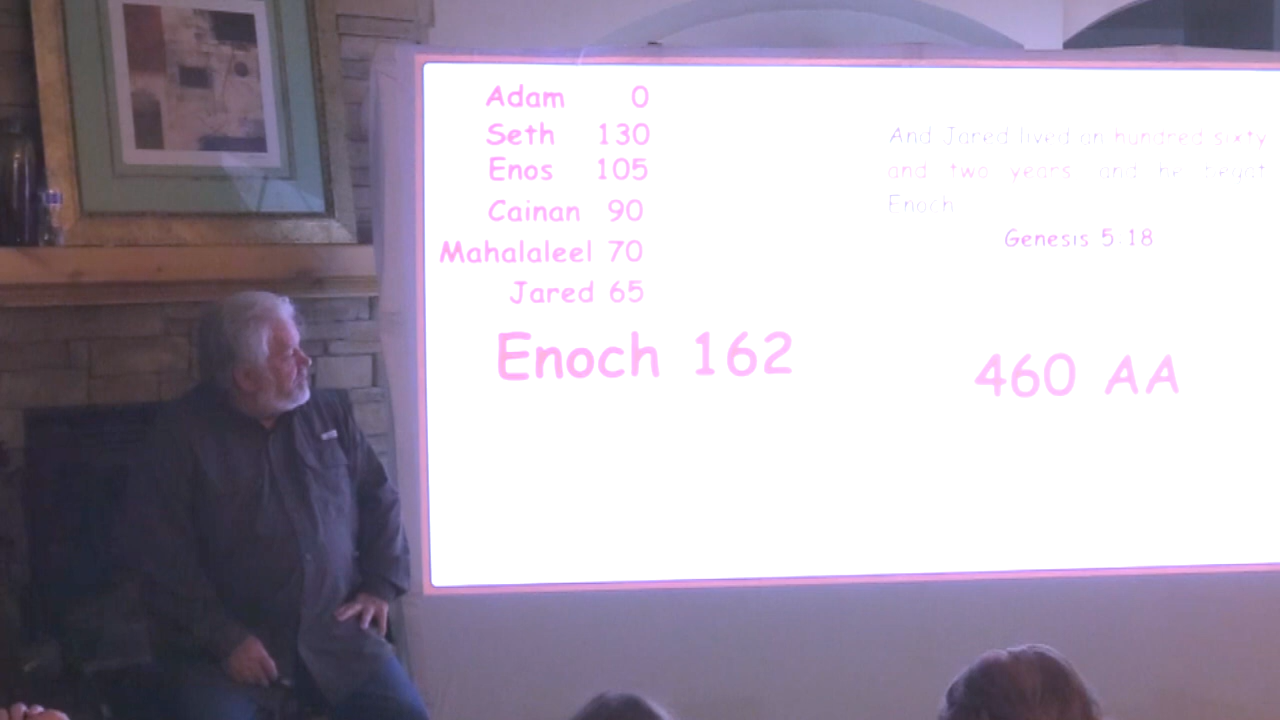 Adam 0
Seth 130
Enos 105
Cainan 90
Mahalaleel 70
Jared 65
Enoch 162
And Jared lived an hundred sixty
and two years and he begat
Enoch
Genesis 5:18
460 AA